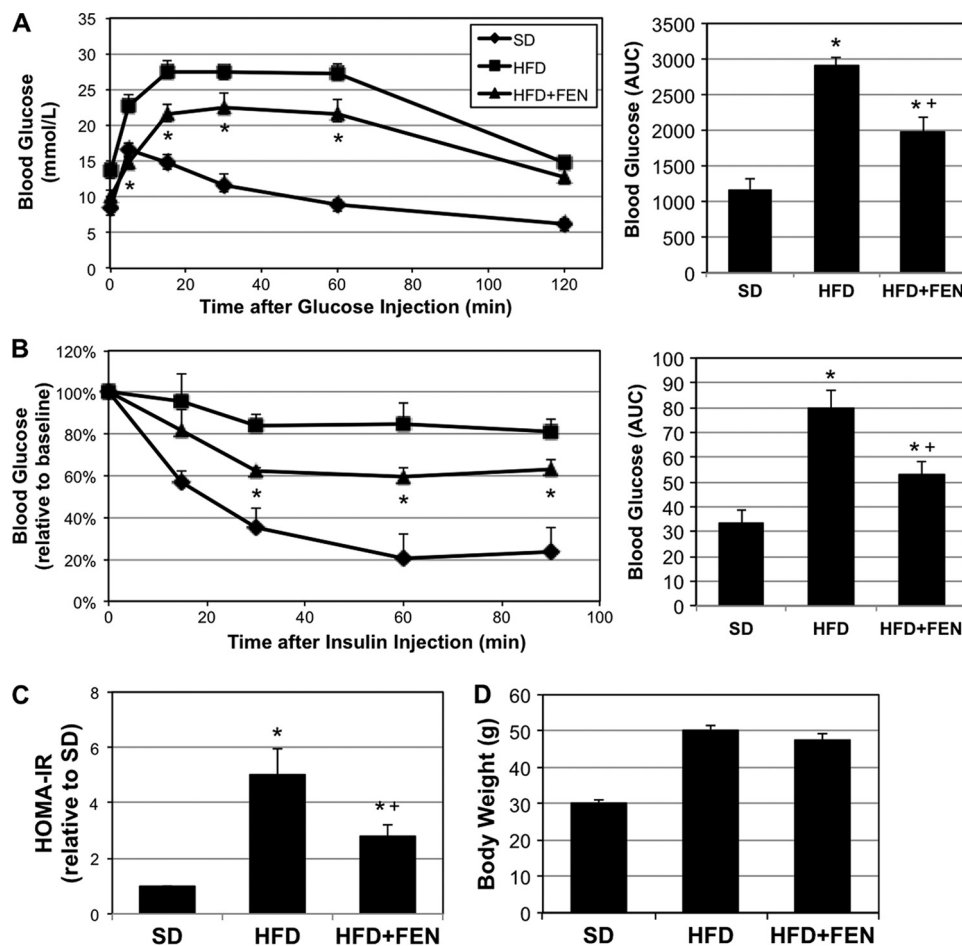 A
Blood Glucose
(mmol/L)
35
30
25
20
15
10
5
0
0
20
40
60
80
100
120
Time after Glucose Injection (min)
SD
HFD
HFD+FEN
*
*
*
*
Blood Glucose (AUC)
3500
3000
2500
2000
1500
1000
500
0
*
* +
SD
HFD
HFD+FEN
B
Blood Glucose
(relative to baseline)
120%
100%
80%
60%
40%
20%
0%
0
20
40
60
80
100
Time after Insulin Injection (min)
*
*
*
Blood Glucose (AUC)
100
90
80
70
60
50
40
30
20
10
0
*
* +
SD
HFD
HFD+FEN
C
HOMA-IR
(relative to SD)
8
6
4
2
0
*
* +
SD
HFD
HFD+FEN
D
Body Weight (g)
60
50
40
30
20
10
0
SD
HFD
HFD+FEN